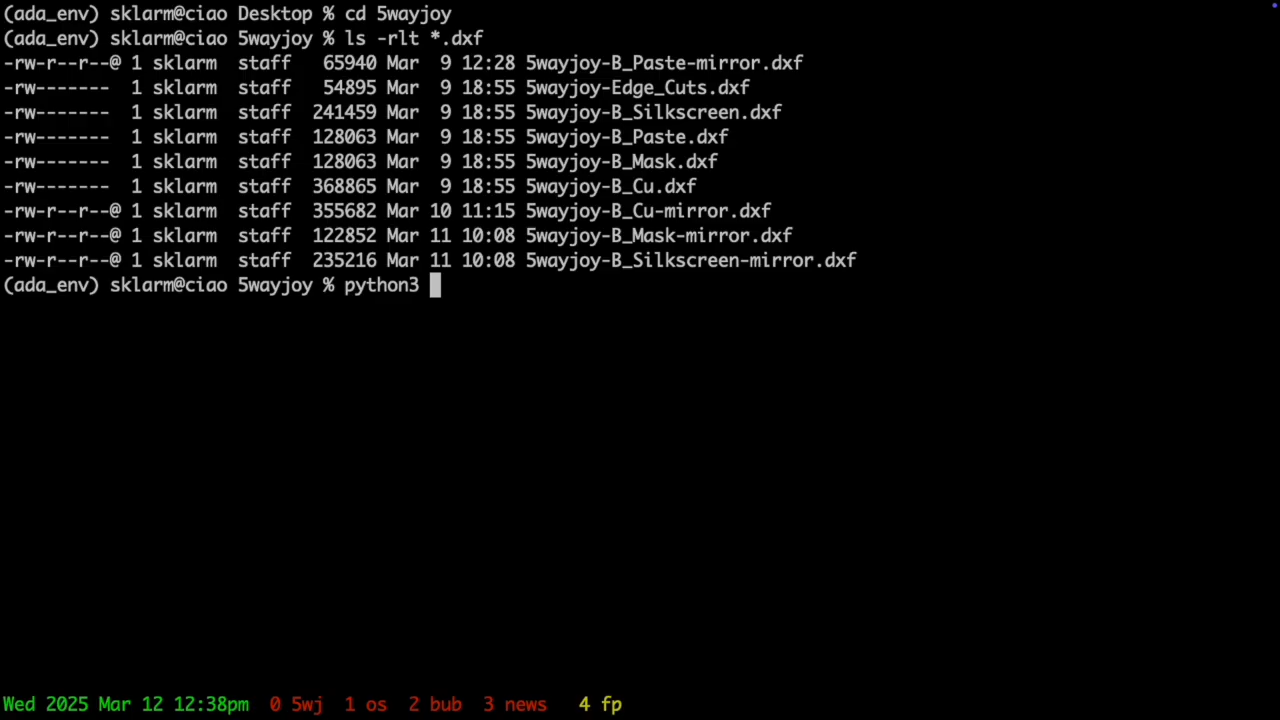 (ada_env) sklarm@ciao Desktop % cd 5wayjoy
(ada_env) sklarm@ciao 5wayjoy % ls -rlt *.dxf
-rw-r--r--@ 1 sklarm  staff   65940 Mar  9 12:28 5wayjoy-B_Paste-mirror.dxf
-rw-------  1 sklarm  staff   54895 Mar  9 18:55 5wayjoy-Edge_Cuts.dxf
-rw-------  1 sklarm  staff  241459 Mar  9 18:55 5wayjoy-B_Silkscreen.dxf
-rw-------  1 sklarm  staff  128063 Mar  9 18:55 5wayjoy-B_Paste.dxf
-rw-------  1 sklarm  staff  128063 Mar  9 18:55 5wayjoy-B_Mask.dxf
-rw-------  1 sklarm  staff  368865 Mar  9 18:55 5wayjoy-B_Cu.dxf
-rw-r--r--@ 1 sklarm  staff  355682 Mar 10 11:15 5wayjoy-B_Cu-mirror.dxf
-rw-r--r--@ 1 sklarm  staff  122852 Mar 11 10:08 5wayjoy-B_Mask-mirror.dxf
-rw-r--r--@ 1 sklarm  staff  235216 Mar 11 10:08 5wayjoy-B_Silkscreen-mirror.dxf
(ada_env) sklarm@ciao 5wayjoy % python3
Wed 2025 Mar 12 12:38pm  0 5wj  1 os  2 bub  3 news   4 fp